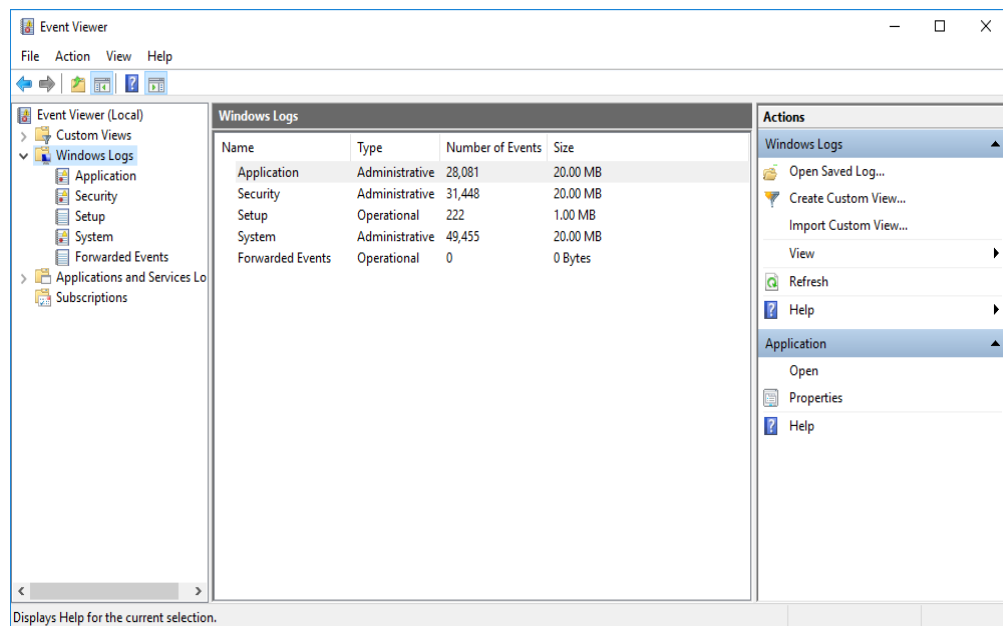 Event Viewer
File Action View Help
Event Viewer (Local)
Custom Views
Windows Logs
Application
Security
Setup
System
Forwarded Events
Applications and Services Lo
Subscriptions
Windows Logs
Name Type Number of Events Size
Application Administrative 28,081 20.00 MB
Security Administrative 31,448 20.00 MB
Setup Operational 222 1.00 MB
System Administrative 49,455 20.00 MB
Forwarded Events Operational 0 0 Bytes
Actions
Windows Logs
Open Saved Log...
Create Custom View...
Import Custom View...
View
Refresh
Help
Application
Open
Properties
Help
Displays Help for the current selection.